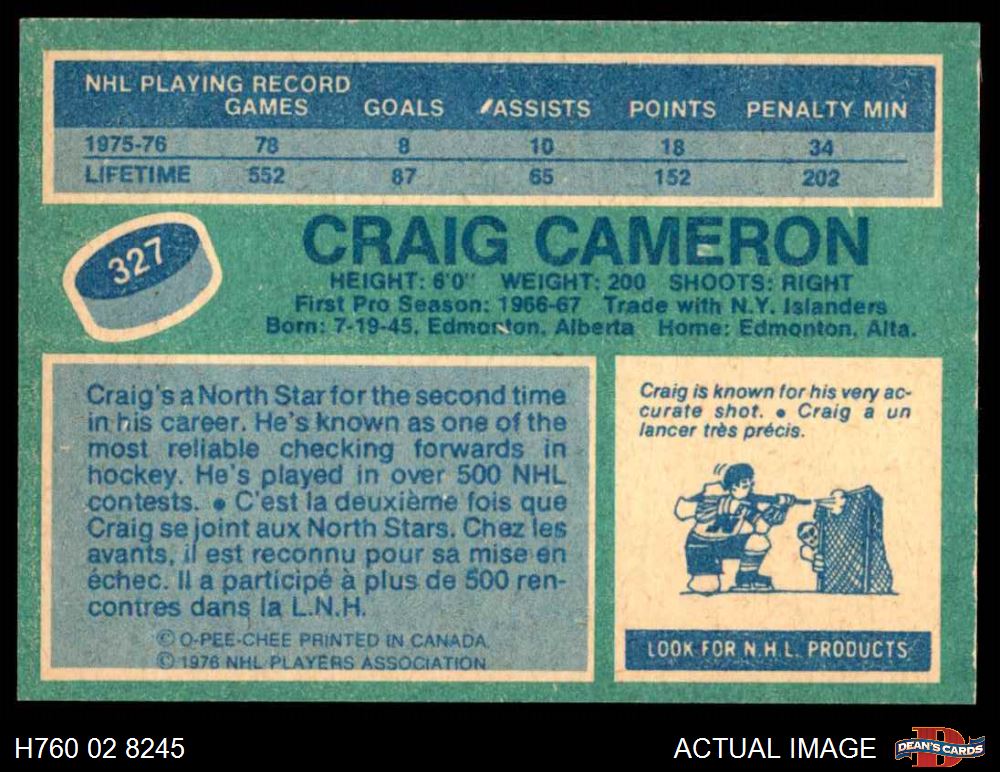 NHL PLAYING RECORD
GAMES GOALS ASSISTS POINTS PENALTY MIN
1975-76 78 8 10 18 34
LIFETIME 552 87 65 152 202
327
CRAIG CAMERON
HEIGHT: 6'0" WEIGHT: 200 SHOOTS: RIGHT
First Pro Season: 1966-67 Trade with N.Y. Islanders
Born: 7-19-45, Edmonton, Alberta Home: Edmonton, Alta.
Craig's a North Star for the second time
in his career. He's known as one of the
most reliable checking forwards in
hockey. He's played in over 500 NHL
contests. • C'est la deuxième fois que
Craig se joint aux North Stars. Chez les
avants, il est reconnu pour sa mise en
échec. Il a participé à plus de 500 ren-
contres dans la L.N.H.
© O-PEE-CHEE PRINTED IN CANADA
© 1976 NHL PLAYERS ASSOCIATION
Craig is known for his very ac-
curate shot. • Craig a un
lancer très précis.
LOOK FOR N.H.L. PRODUCTS
H760 02 8245
ACTUAL IMAGE
DEAN'S CARDS